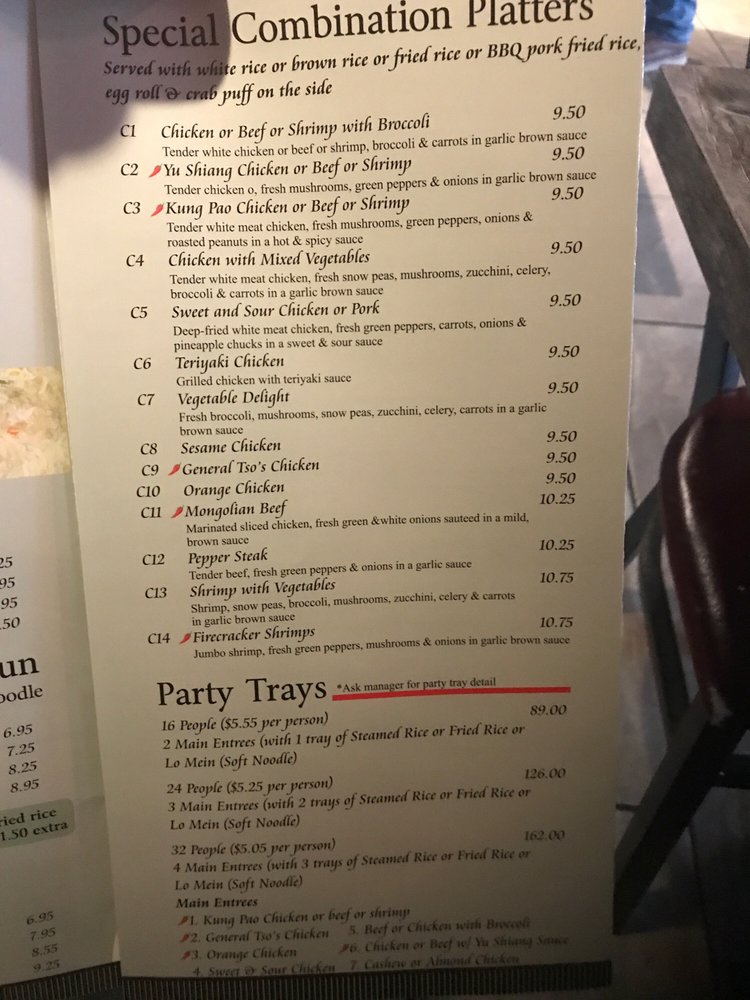 Special Combination Platters
Served with white rice or brown rice or fried rice or BBQ pork fried rice,
egg roll & crab puff on the side
C1 Chicken or Beef or Shrimp with Broccoli 9.50
Tender white chicken or beef or shrimp, broccoli & carrots in garlic brown sauce
C2 Yu Shiang Chicken or Beef or Shrimp 9.50
Tender chicken o, fresh mushrooms, green peppers & onions in garlic brown sauce
C3 Kung Pao Chicken or Beef or Shrimp 9.50
Tender white meat chicken, fresh mushrooms, green peppers, onions &
roasted peanuts in a hot & spicy sauce
C4 Chicken with Mixed Vegetables 9.50
Tender white meat chicken, fresh snow peas, mushrooms, zucchini, celery,
broccoli & carrots in a garlic brown sauce
C5 Sweet and Sour Chicken or Pork 9.50
Deep-fried white meat chicken, fresh green peppers, carrots, onions &
pineapple chucks in a sweet & sour sauce
C6 Teriyaki Chicken 9.50
Grilled chicken with teriyaki sauce
C7 Vegetable Delight 9.50
Fresh broccoli, mushrooms, snow peas, zucchini, celery, carrots in a garlic
brown sauce
C8 Sesame Chicken 9.50
C9 General Tso's Chicken 9.50
C10 Orange Chicken 9.50
C11 Mongolian Beef 10.25
Marinated sliced chicken, fresh green &white onions sauteed in a mild,
brown sauce
C12 Pepper Steak 10.25
Tender beef, fresh green peppers & onions in a garlic sauce
C13 Shrimp with Vegetables 10.75
Shrimp, snow peas, broccoli, mushrooms, zucchini, celery & carrots
in garlic brown sauce
C14 Firecracker Shrimps 10.75
Jumbo shrimp, fresh green peppers, mushrooms & onions in garlic brown sauce
Party Trays *Ask manager for party tray detail
16 People ($5.55 per person) 89.00
2 Main Entrees (with 1 tray of Steamed Rice or Fried Rice or
Lo Mein (Soft Noodle)
24 People ($5.25 per person) 126.00
3 Main Entrees (with 2 trays of Steamed Rice or Fried Rice or
Lo Mein (Soft Noodle)
32 People ($5.05 per person) 162.00
4 Main Entrees (with 3 trays of Steamed Rice or Fried Rice or
Lo Mein (Soft Noodle)
Main Entrees
1. Kung Pao Chicken or beef or shrimp
2. General Tso's Chicken 5. Beef or Chicken with Broccoli
3. Orange Chicken 6. Chicken or Beef w/ Yu Shiang Sauce
4. Sweet & Sour Chicken 7. Cashew or Almond Chicken
25
95
95
.50
un
oodle
6.95
7.25
8.25
8.95
ried rice
1.50 extra
6.95
7.95
8.55
9.25